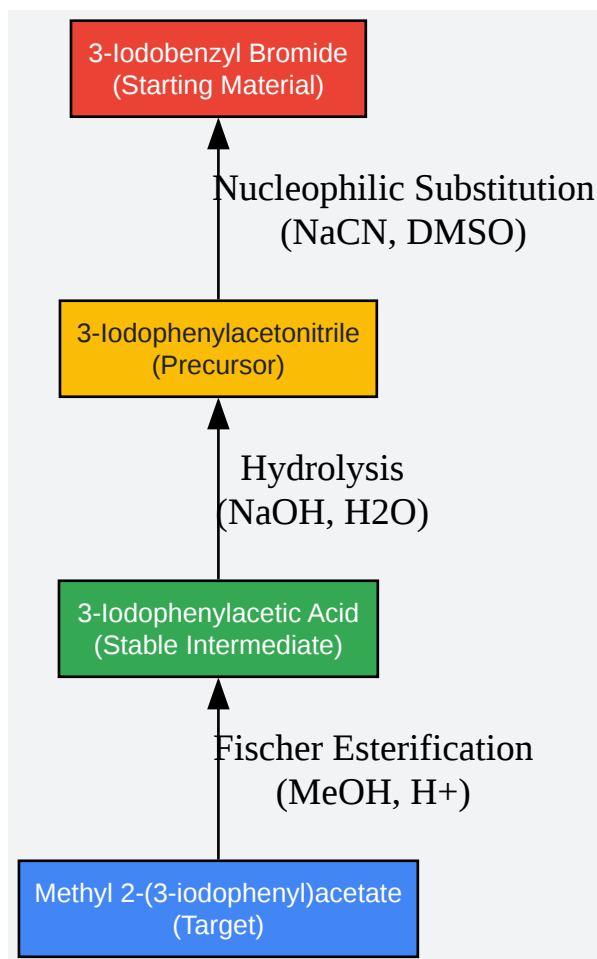 3-Iodobenzyl Bromide
(Starting Material)
Nucleophilic Substitution
(NaCN, DMSO)
3-Iodophenylacetonitrile
(Precursor)
Hydrolysis
(NaOH, H2O)
3-Iodophenylacetic Acid
(Stable Intermediate)
Fischer Esterification
(MeOH, H+)
Methyl 2-(3-iodophenyl)acetate
(Target)